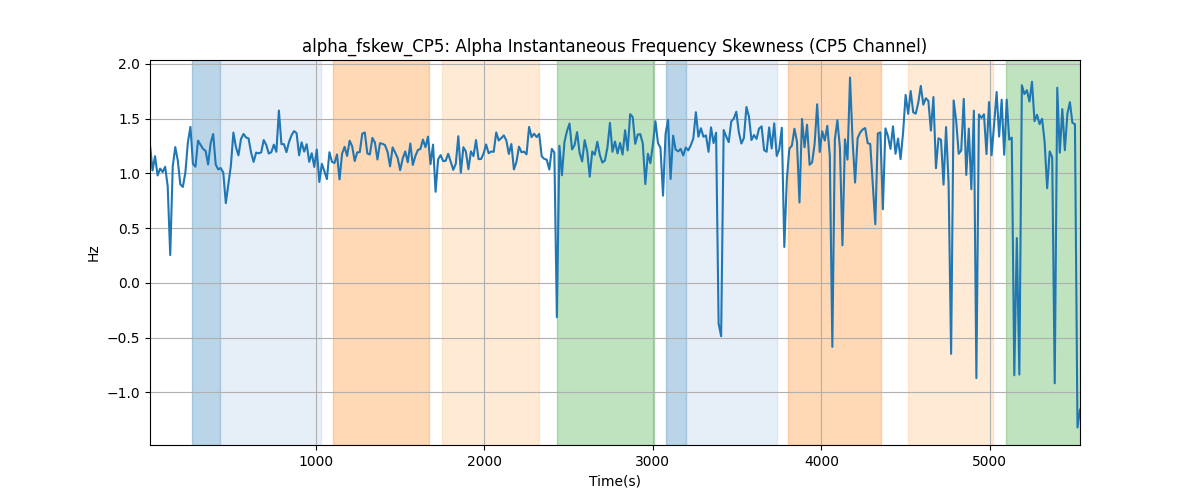 alpha_fskew_CP5: Alpha Instantaneous Frequency Skewness (CP5 Channel)
2.0
1.5
1.0
0.5
0.0
−0.5
−1.0
Hz
1000 2000 3000 4000 5000
Time(s)